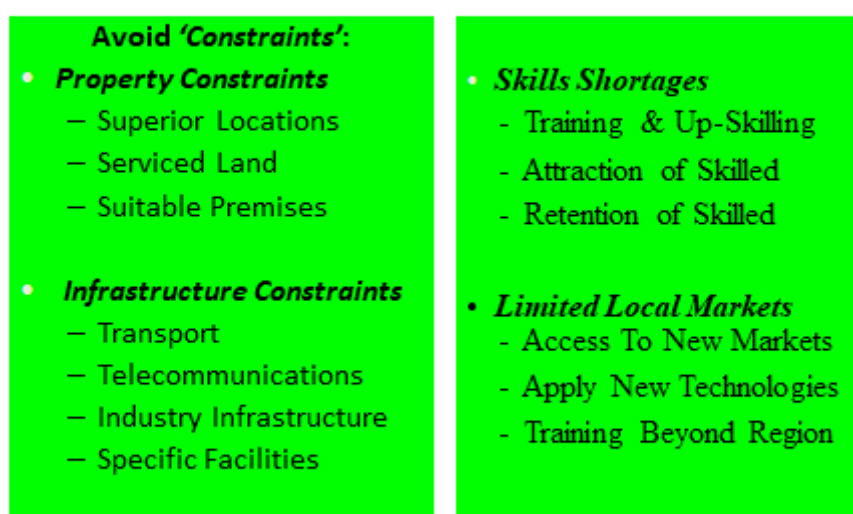 Avoid 'Constraints':
• Property Constraints
– Superior Locations
– Serviced Land
– Suitable Premises
• Infrastructure Constraints
– Transport
– Telecommunications
– Industry Infrastructure
– Specific Facilities
• Skills Shortages
- Training & Up-Skilling
- Attraction of Skilled
- Retention of Skilled
• Limited Local Markets
- Access To New Markets
- Apply New Technologies
- Training Beyond Region